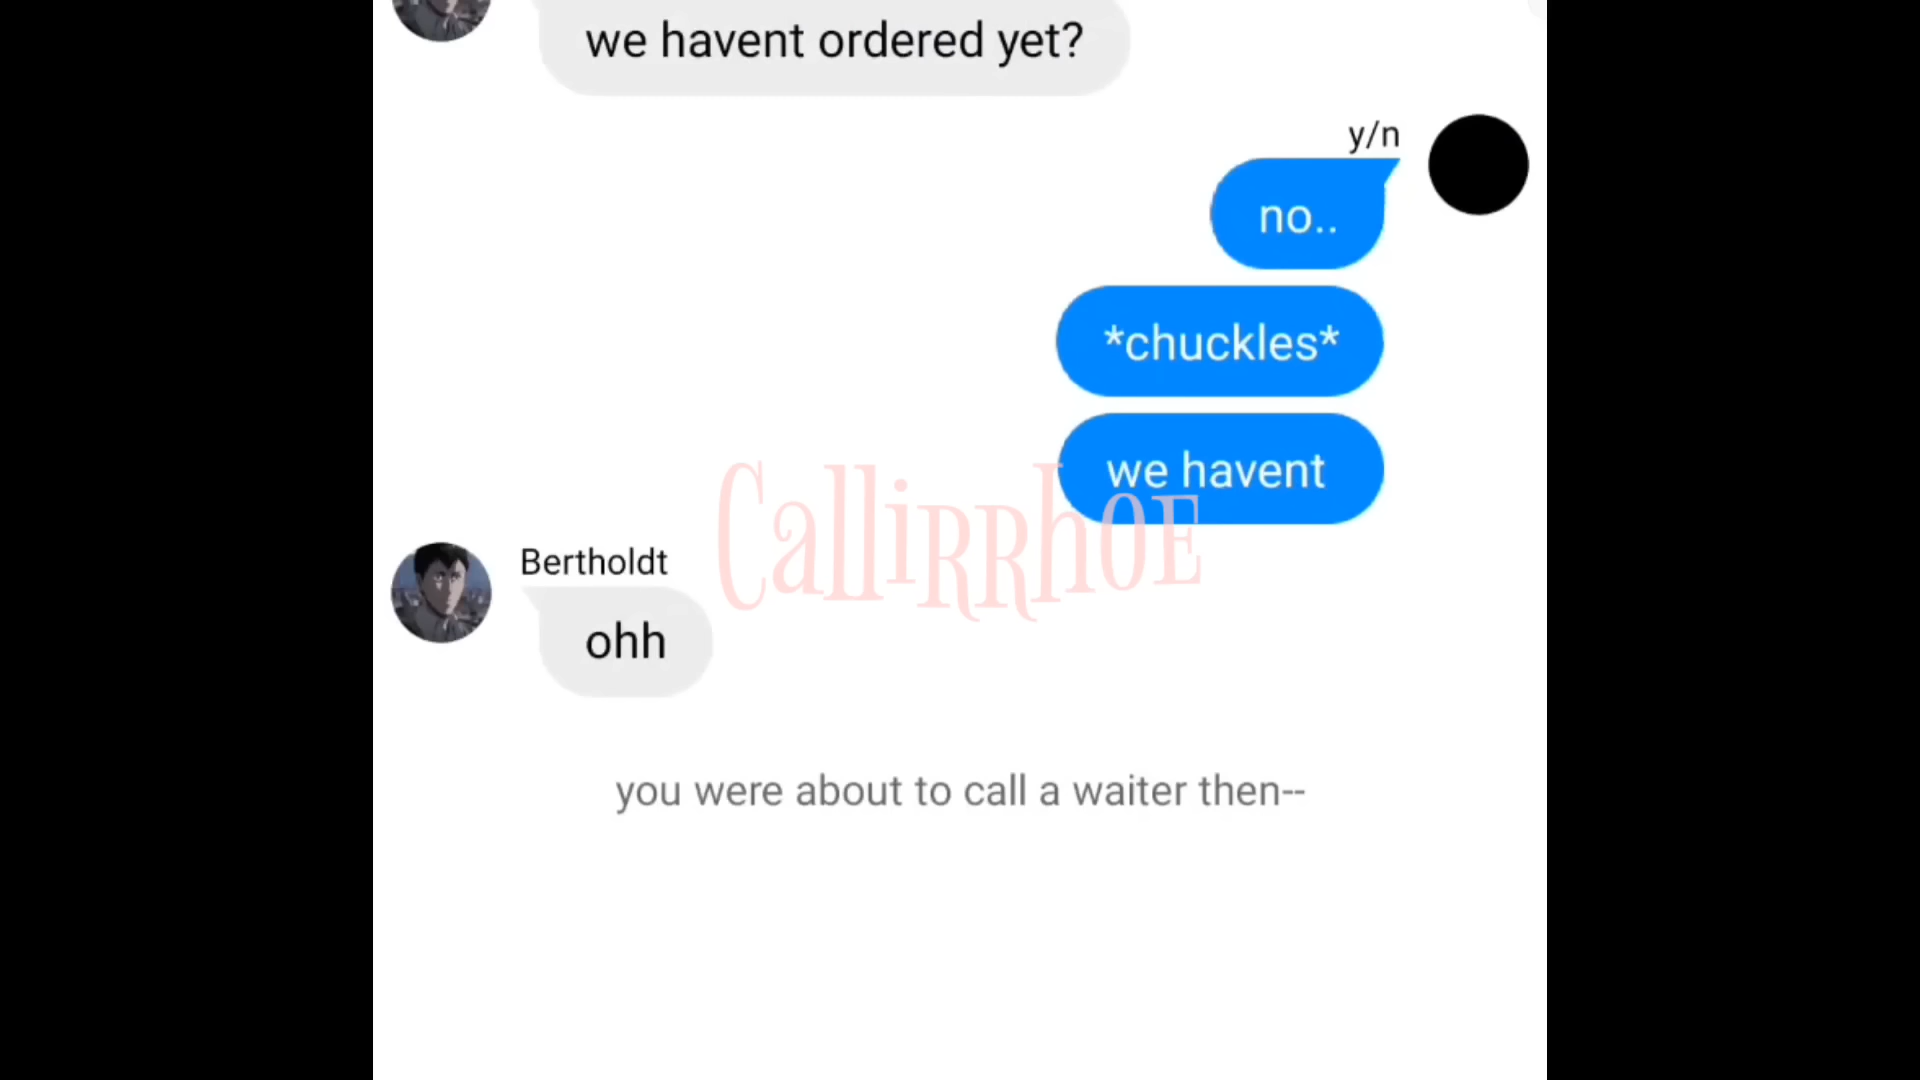 we havent ordered yet?
y/n
no..
*chuckles*
we havent
CalliRRhOE
Bertholdt
ohh
you were about to call a waiter then--